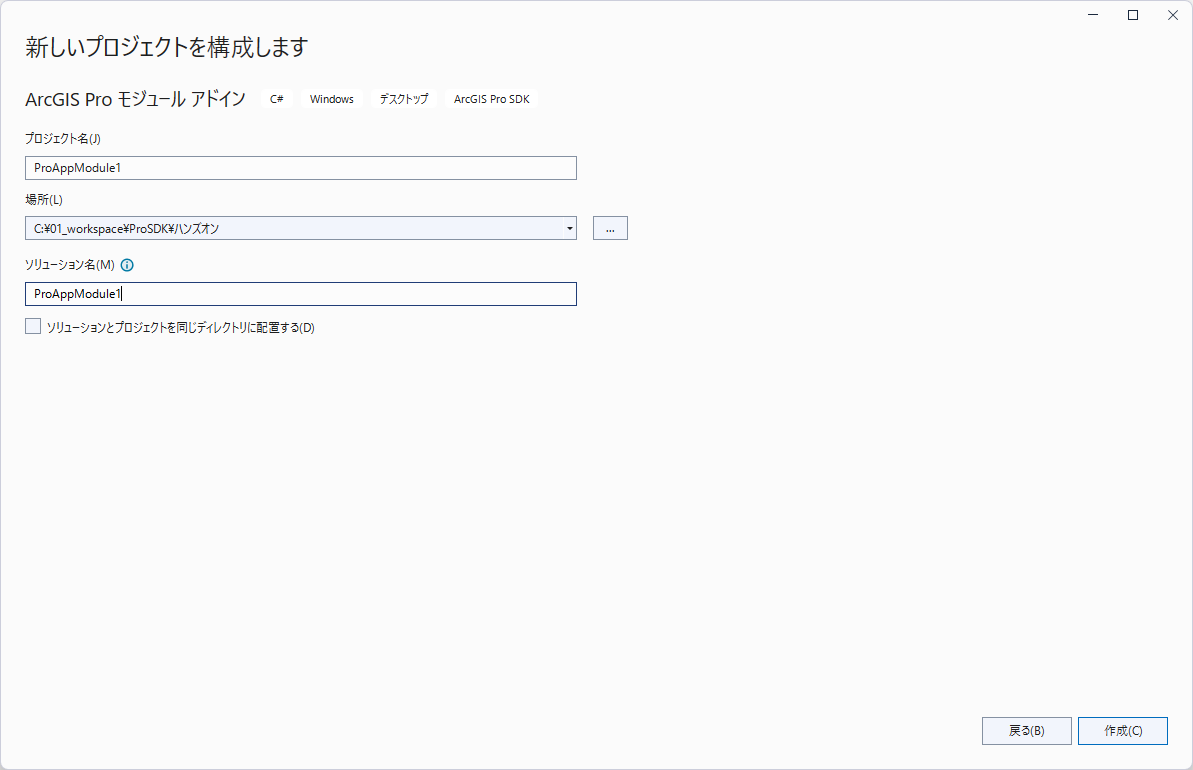 新しいプロジェクトを構成します
ArcGIS Pro モジュール アドイン C# Windows デスクトップ ArcGIS Pro SDK
プロジェクト名(J)
ProAppModule1
場所(L)
C:¥01_workspace¥ProSDK¥ハンズオン
...
ソリューション名(M)
ProAppModule1
ソリューションとプロジェクトを同じディレクトリに配置する(D)
戻る(B) 作成(C)